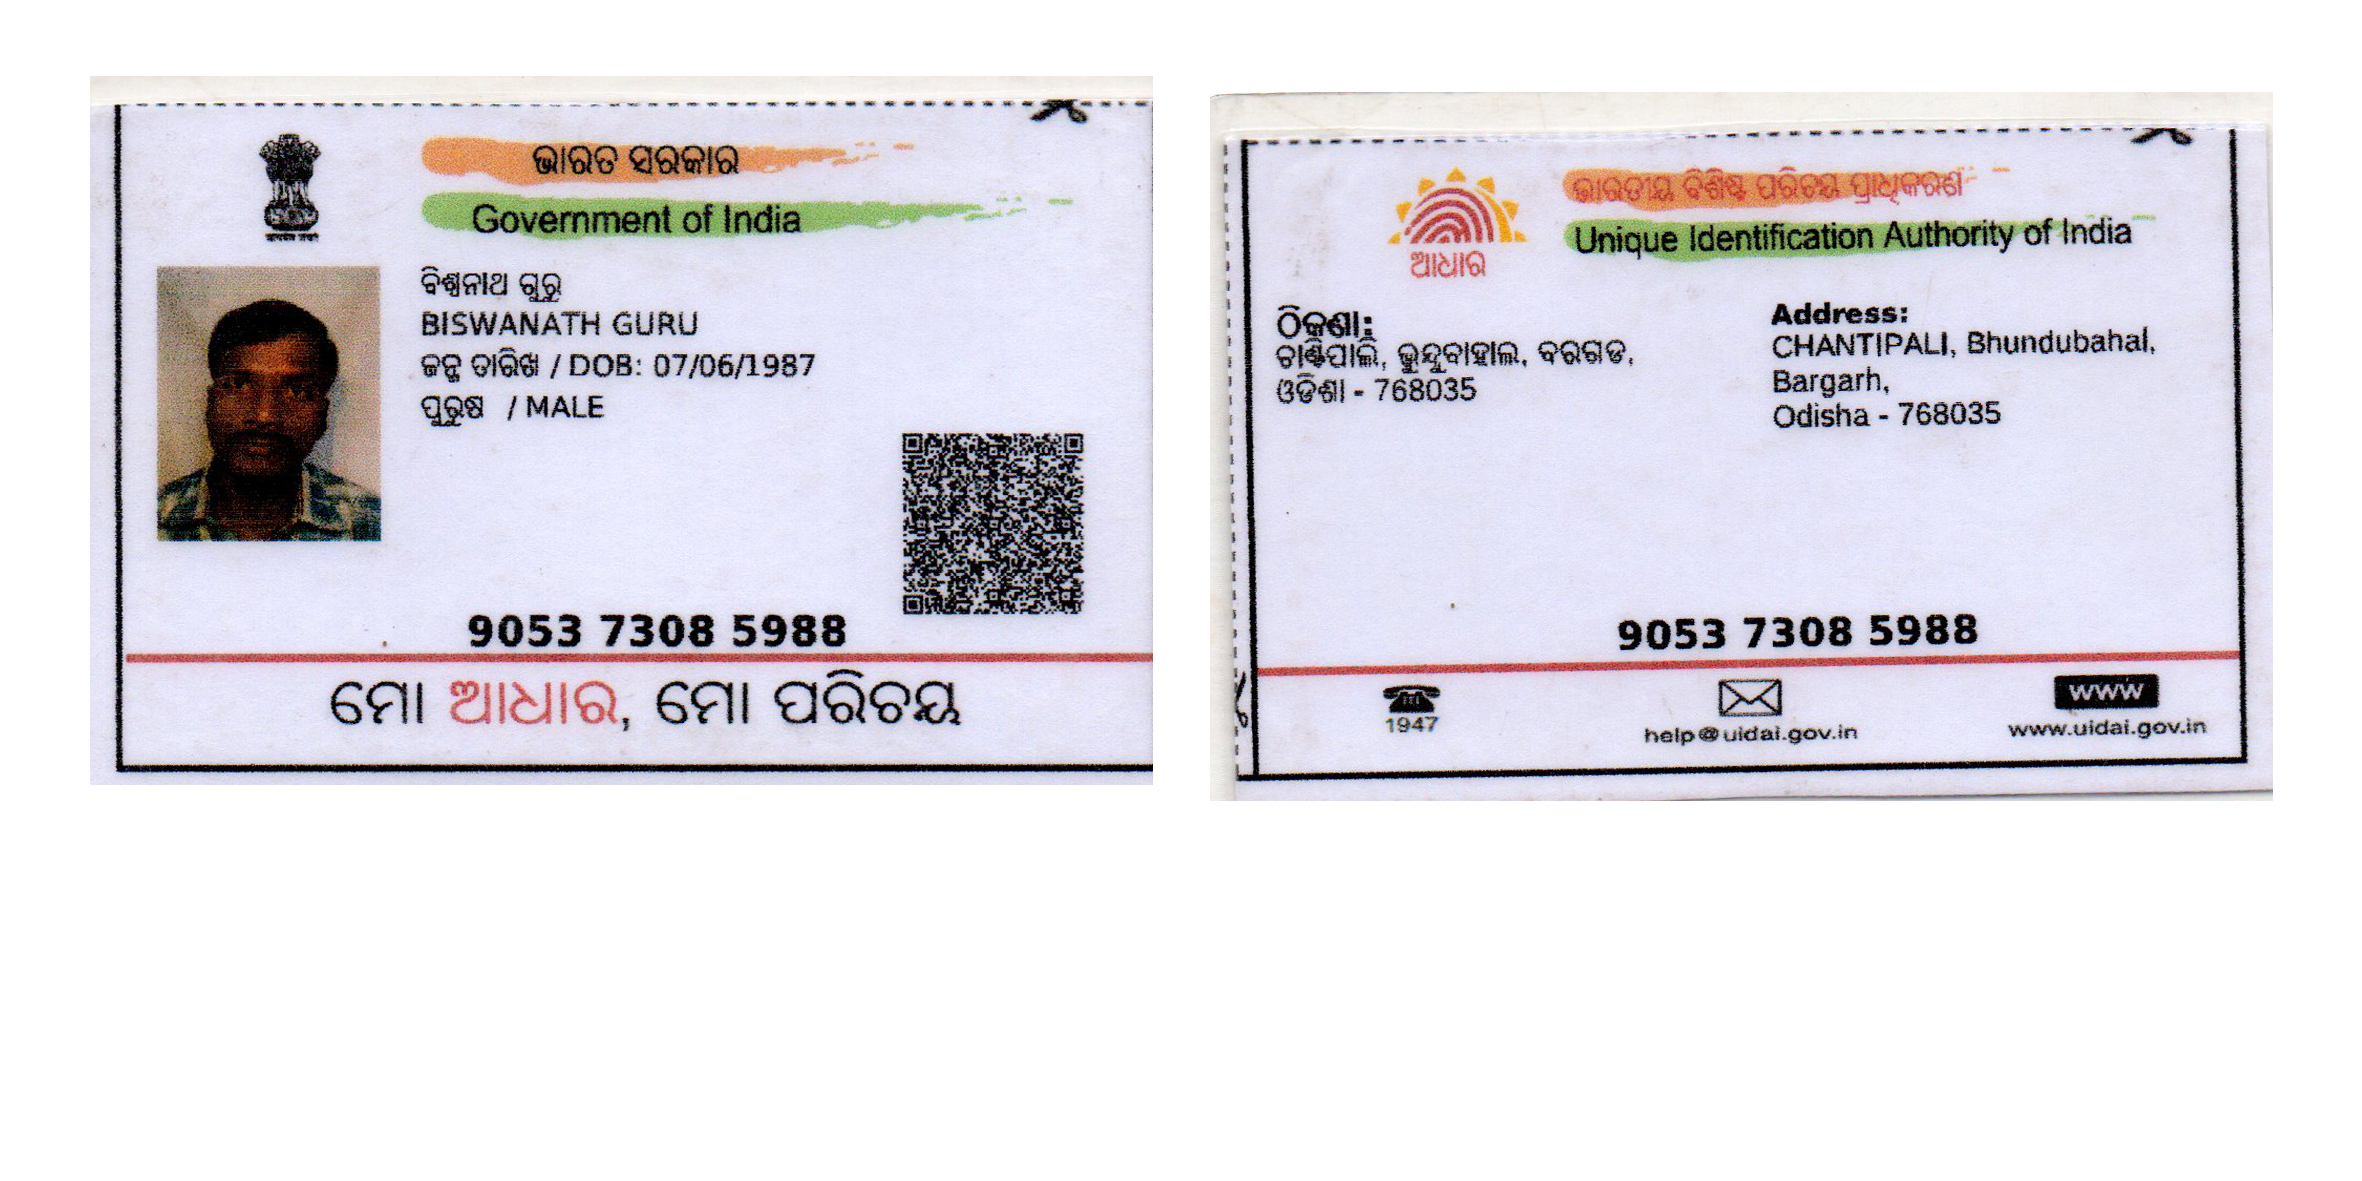 ଭାରତ ସରକାର
Government of India
ବିଶ୍ୱନାଥ ଗୁରୁ
BISWANATH GURU
ଜନ୍ମ ତାରିଖ / DOB: 07/06/1987
ପୁରୁଷ / MALE
9053 7308 5988
ମୋ ଆଧାର, ମୋ ପରିଚୟ
ଭାରତୀୟ ବିଶିଷ୍ଟ ପରିଚୟ ପ୍ରାଧିକରଣ
Unique Identification Authority of India
ଆଧାର
ଠିକଣା:
ଚାଣ୍ଟିପାଲି, ଭୁନ୍ଦୁବାହାଲ, ବରଗଡ,
ଓଡିଶା - 768035
Address:
CHANTIPALI, Bhundubahal,
Bargarh,
Odisha - 768035
9053 7308 5988
1947
help@uidai.gov.in
www
www.uidai.gov.in